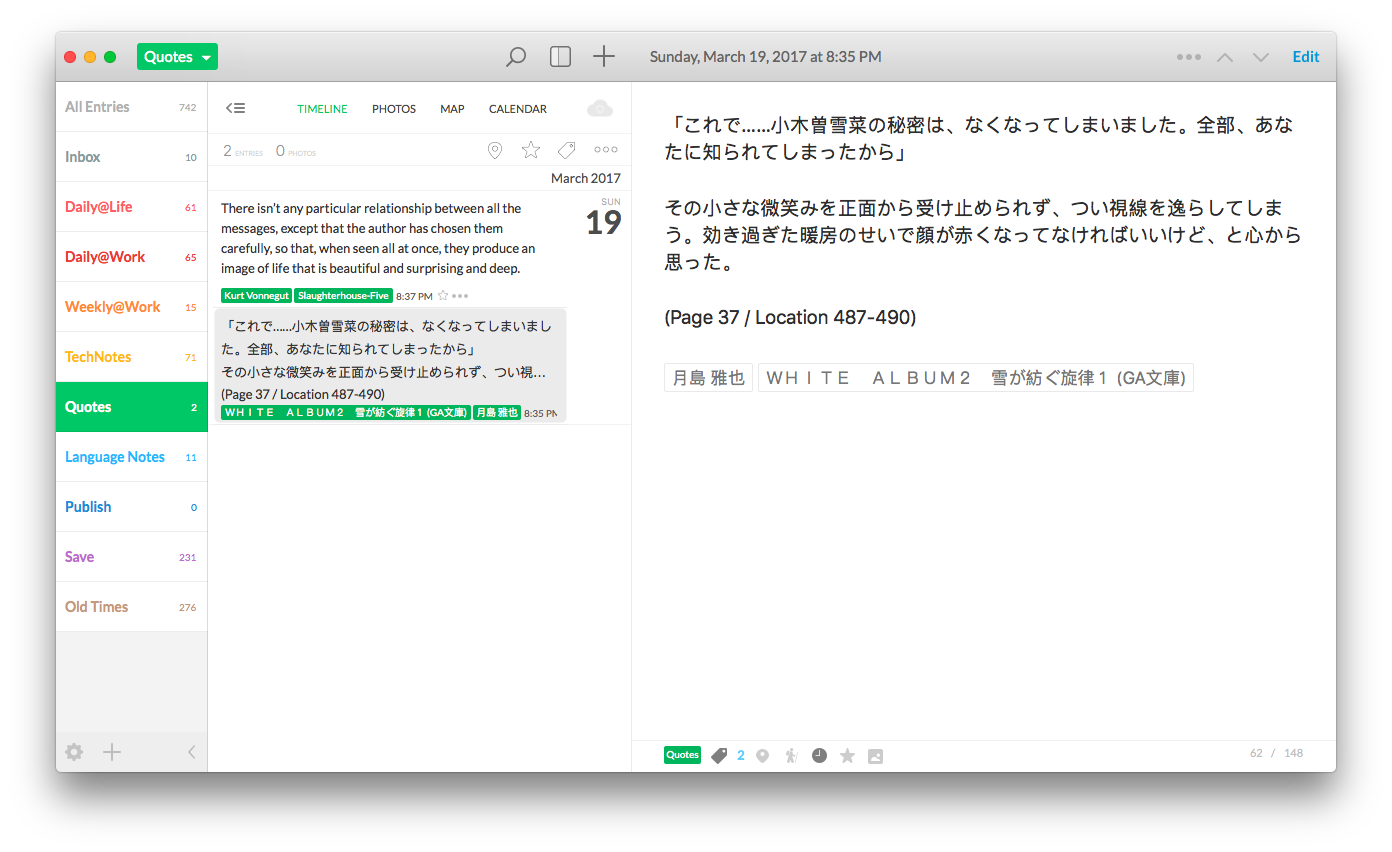 Quotes
Sunday, March 19, 2017 at 8:35 PM
Edit
All Entries 742
Inbox 10
Daily@Life 61
Daily@Work 65
Weekly@Work 15
TechNotes 71
Quotes 2
Language Notes 11
Publish 0
Save 231
Old Times 276
TIMELINE PHOTOS MAP CALENDAR
2 ENTRIES 0 PHOTOS
March 2017
SUN
19
There isn't any particular relationship between all the
messages, except that the author has chosen them
carefully, so that, when seen all at once, they produce an
image of life that is beautiful and surprising and deep.
Kurt Vonnegut Slaughterhouse-Five 8:37 PM
「これで……小木曽雪菜の秘密は、なくなってしまいまし
た。全部、あなたに知られてしまったから」
その小さな微笑みを正面から受け止められず、つい視...
(Page 37 / Location 487-490)
ＷＨＩＴＥ　ＡＬＢＵＭ２　雪が紡ぐ旋律１ (GA文庫) 月島 雅也 8:35 PM
「これで……小木曽雪菜の秘密は、なくなってしまいました。全部、あな
たに知られてしまったから」
その小さな微笑みを正面から受け止められず、つい視線を逸らしてしま
う。効き過ぎた暖房のせいで顔が赤くなってなければいいけど、と心から
思った。
(Page 37 / Location 487-490)
月島 雅也 ＷＨＩＴＥ　ＡＬＢＵＭ２　雪が紡ぐ旋律１ (GA文庫)
Quotes 2
62 / 148